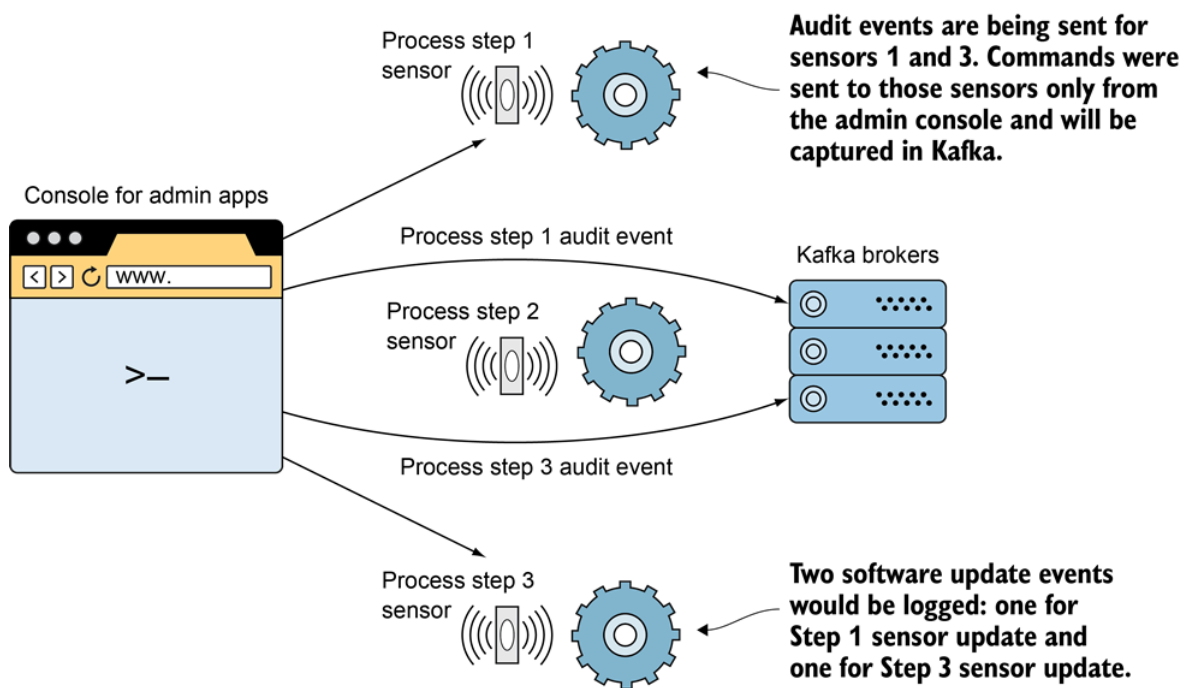 Process step 1
sensor
Audit events are being sent for
sensors 1 and 3. Commands were
sent to those sensors only from
the admin console and will be
captured in Kafka.
Console for admin apps
www.
>_
Process step 1 audit event
Kafka brokers
Process step 2
sensor
Process step 3 audit event
Process step 3
sensor
Two software update events
would be logged: one for
Step 1 sensor update and
one for Step 3 sensor update.